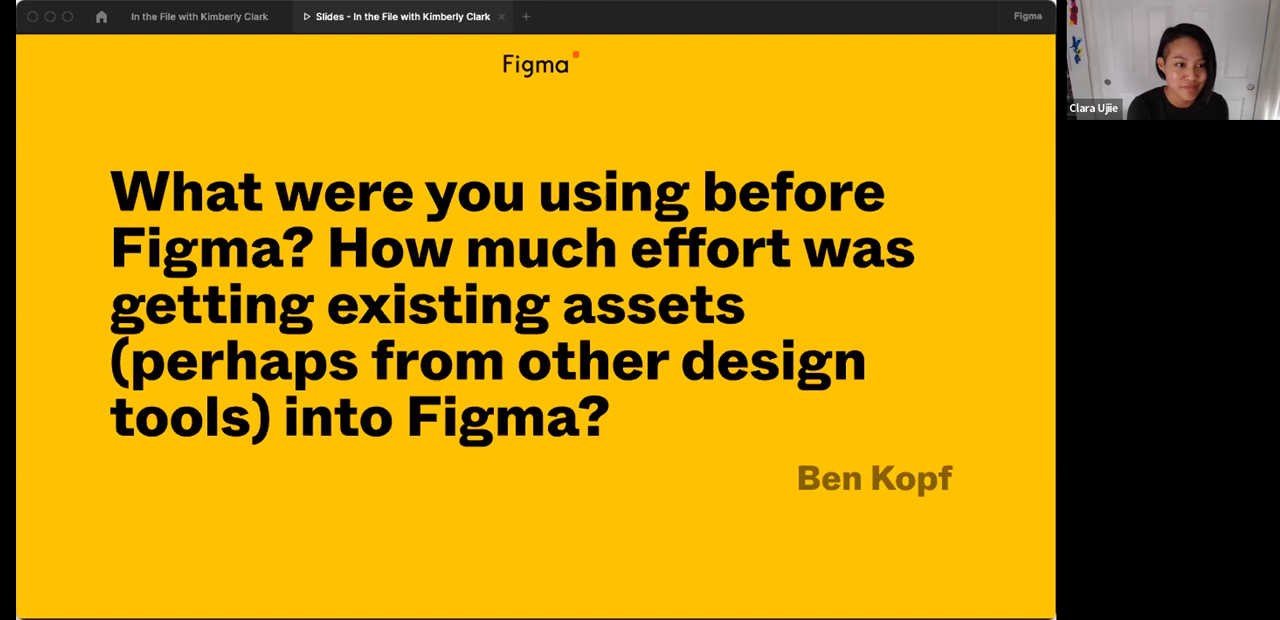 In the File with Kimberly Clark
Slides - In the File with Kimberly Clark
Figma
Figma
What were you using before
Figma? How much effort was
getting existing assets
(perhaps from other design
tools) into Figma?
Ben Kopf
Clara Ujiie